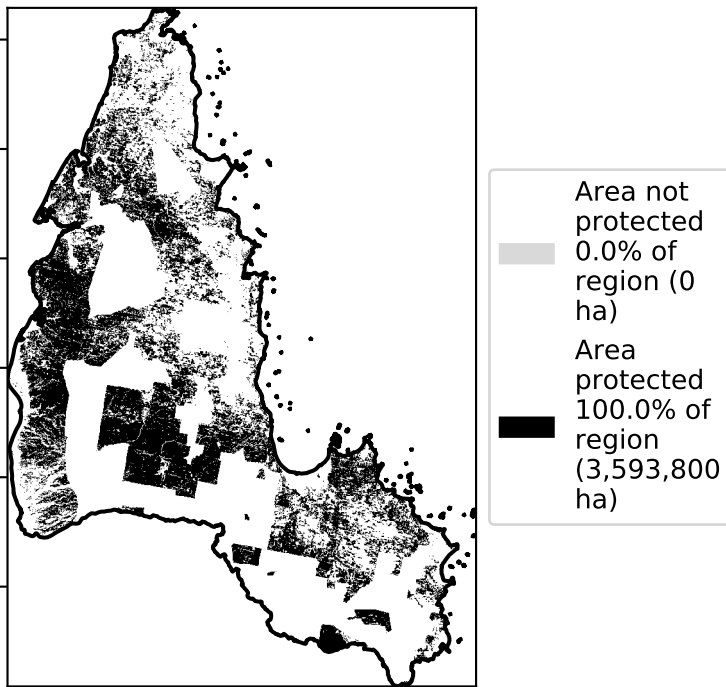 Area not
protected
0.0% of
region (0
ha)
Area
protected
100.0% of
region
(3,593,800
ha)